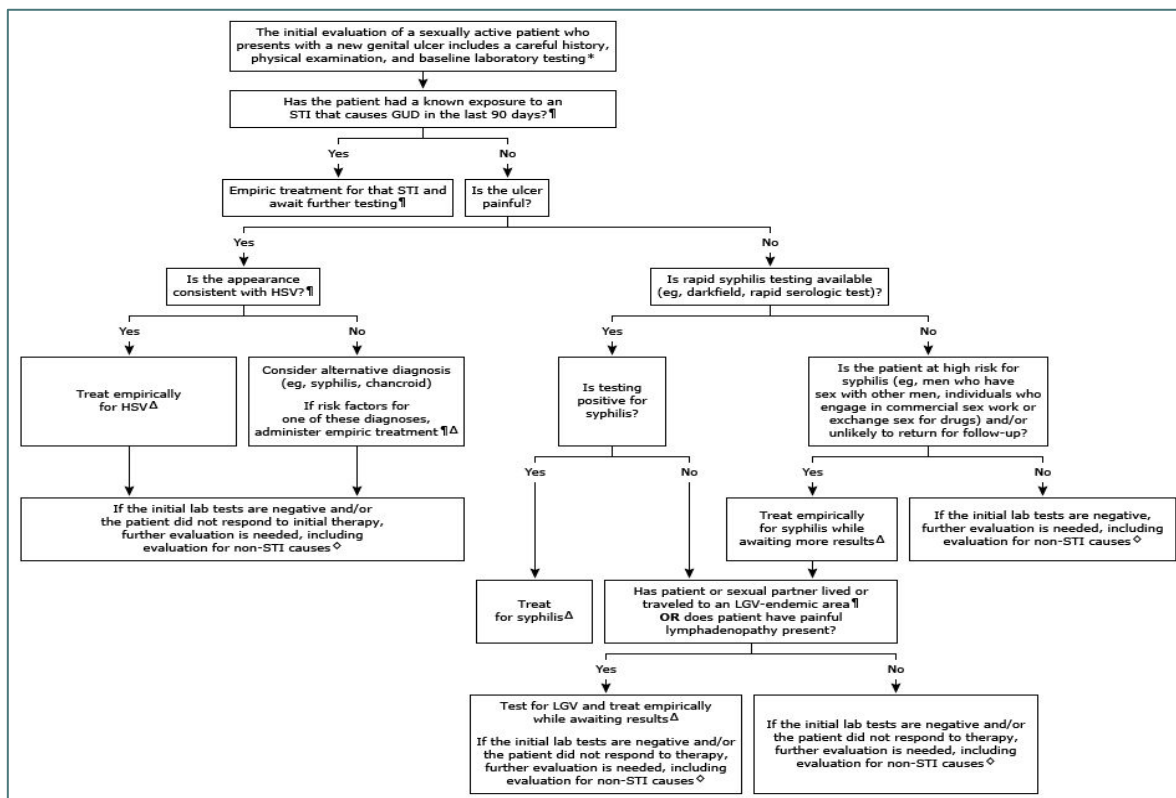 The initial evaluation of a sexually active patient who
presents with a new genital ulcer includes a careful history,
physical examination, and baseline laboratory testing*
Has the patient had a known exposure to an
STI that causes GUD in the last 90 days?¶
Yes
No
Empiric treatment for that STI and
await further testing¶
Is the ulcer
painful?
Yes
No
Is the appearance
consistent with HSV?¶
Is rapid syphilis testing available
(eg, darkfield, rapid serologic test)?
Yes
No
Yes
No
Treat empirically
for HSVΔ
Consider alternative diagnosis
(eg, syphilis, chancroid)
If risk factors for
one of these diagnoses,
administer empiric treatment¶Δ
Is testing
positive for
syphilis?
Is the patient at high risk for
syphilis (eg, men who have
sex with other men, individuals who
engage in commercial sex work or
exchange sex for drugs) and/or
unlikely to return for follow-up?
Yes
No
Yes
No
If the initial lab tests are negative and/or
the patient did not respond to initial therapy,
further evaluation is needed, including
evaluation for non-STI causes◇
Treat empirically
for syphilis while
awaiting more resultsΔ
If the initial lab tests are negative,
further evaluation is needed, including
evaluation for non-STI causes◇
Treat
for syphilisΔ
Has patient or sexual partner lived or
traveled to an LGV-endemic area¶
OR does patient have painful
lymphadenopathy present?
Yes
No
Test for LGV and treat empirically
while awaiting resultsΔ
If the initial lab tests are negative and/or
the patient did not respond to therapy,
further evaluation is needed, including
evaluation for non-STI causes◇
If the initial lab tests are negative and/or
the patient did not respond to therapy,
further evaluation is needed, including
evaluation for non-STI causes◇